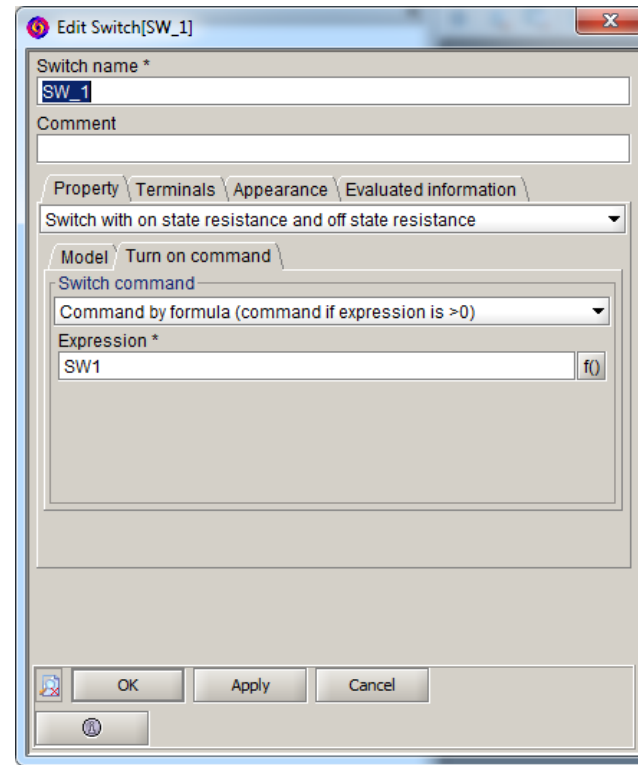 Edit Switch[SW_1]
Switch name *
SW_1
Comment
Property Terminals Appearance Evaluated information
Switch with on state resistance and off state resistance
Model Turn on command
Switch command
Command by formula (command if expression is >0)
Expression *
SW1 f()
OK Apply Cancel